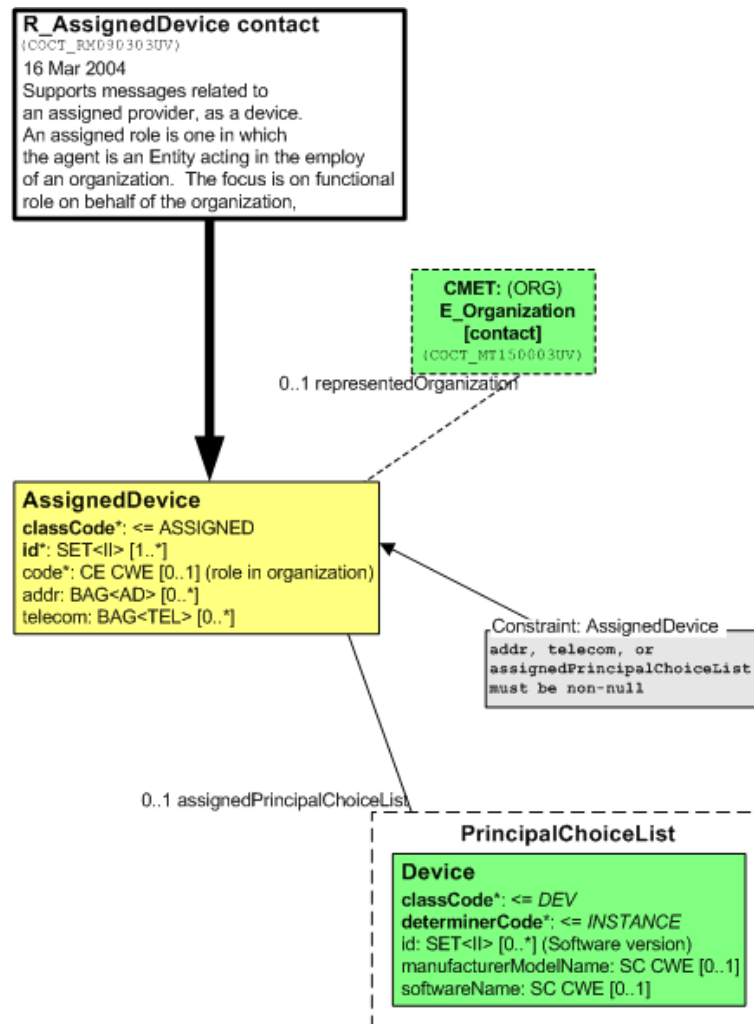 R_AssignedDevice contact
(COCT_RM090303UV)
16 Mar 2004
Supports messages related to
an assigned provider, as a device.
An assigned role is one in which
the agent is an Entity acting in the employ
of an organization.  The focus is on functional
role on behalf of the organization,
CMET: (ORG)
E_Organization
[contact]
(COCT_MT150003UV)
0..1 representedOrganization
AssignedDevice
classCode*: <= ASSIGNED
id*: SET<II> [1..*]
code*: CE CWE [0..1] (role in organization)
addr: BAG<AD> [0..*]
telecom: BAG<TEL> [0..*]
Constraint: AssignedDevice
addr, telecom, or
assignedPrincipalChoiceList
must be non-null
0..1 assignedPrincipalChoiceList
PrincipalChoiceList
Device
classCode*: <= DEV
determinerCode*: <= INSTANCE
id: SET<II> [0..*] (Software version)
manufacturerModelName: SC CWE [0..1]
softwareName: SC CWE [0..1]